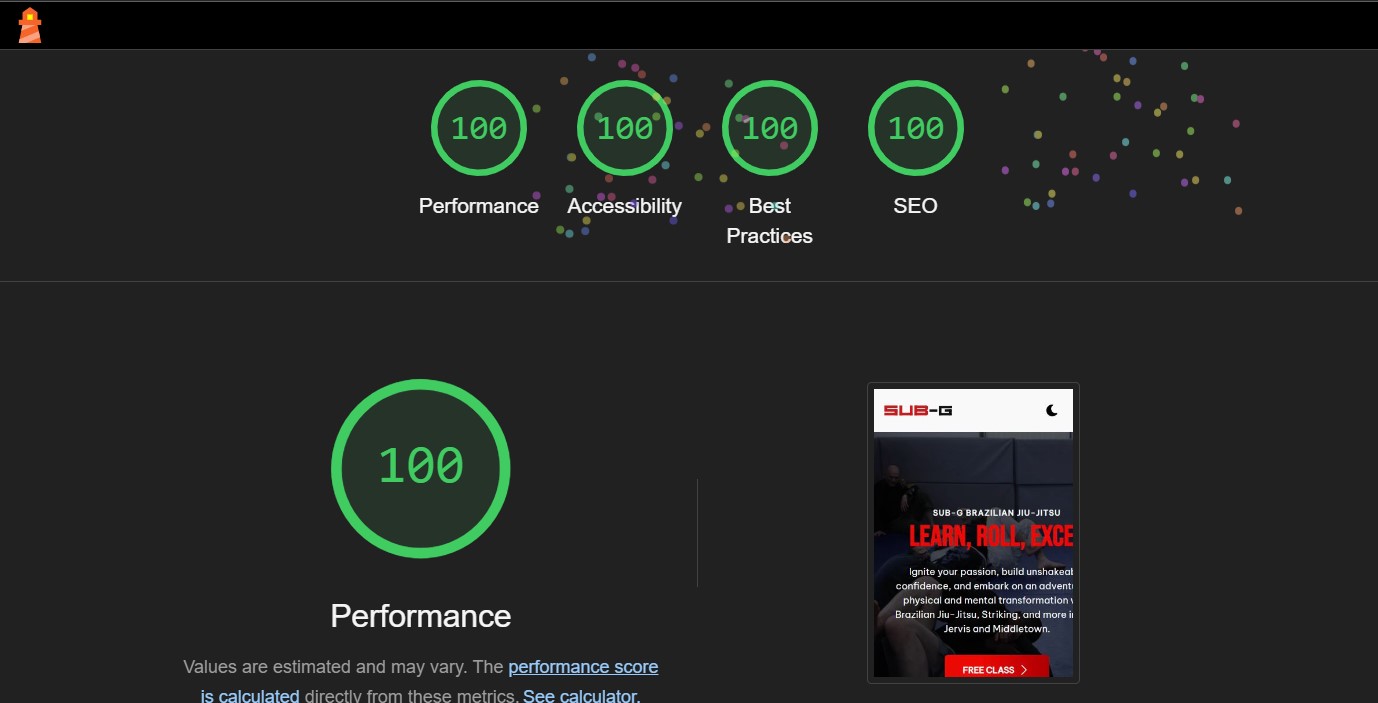 100
100
100
100
Performance
Accessibility
Best
Practices
SEO
100
Performance
Values are estimated and may vary. The performance score
is calculated directly from these metrics. See calculator.
SUB-G
SUB-G BRAZILIAN JIU-JITSU
LEARN, ROLL, EXCE
Ignite your passion, build unshakeab
confidence, and embark on an advent
physical and mental transformation
Brazilian Jiu-Jitsu, Striking, and more i
Jervis and Middletown.
FREE CLASS